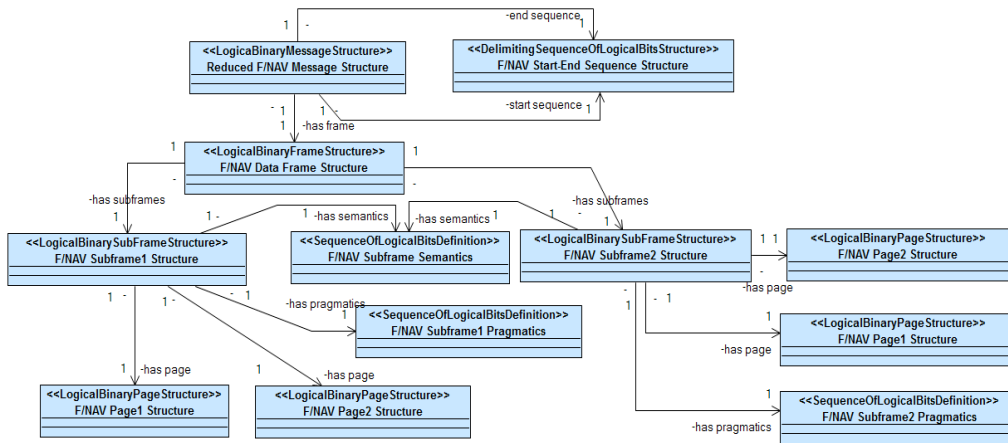 1 - -end sequence 1
<<LogicaBinaryMessageStructure>>
Reduced F/NAV Message Structure
<<DelimitingSequenceOfLogicalBitsStructure>>
F/NAV Start-End Sequence Structure
- 1 1 - -start sequence 1
1 -has frame
<<LogicalBinaryFrameStructure>>
F/NAV Data Frame Structure
1 - 1 -
-has subframes
-has subframes
1 1 - 1 -has semantics
1 -has semantics 1 - 1
<<LogicalBinarySubFrameStructure>>
F/NAV Subframe1 Structure
<<SequenceOfLogicalBitsDefinition>>
F/NAV Subframe Semantics
<<LogicalBinarySubFrameStructure>>
F/NAV Subframe2 Structure
1 1
-
-has page
<<LogicalBinaryPageStructure>>
F/NAV Page2 Structure
1 - 1 - - 1
-has pragmatics
1
<<SequenceOfLogicalBitsDefinition>>
F/NAV Subframe1 Pragmatics
- 1 - 1
1
-has page
<<LogicalBinaryPageStructure>>
F/NAV Page1 Structure
1 -has page
1 -has page
<<LogicalBinaryPageStructure>>
F/NAV Page1 Structure
<<LogicalBinaryPageStructure>>
F/NAV Page2 Structure
1
-has pragmatics
<<SequenceOfLogicalBitsDefinition>>
F/NAV Subframe2 Pragmatics